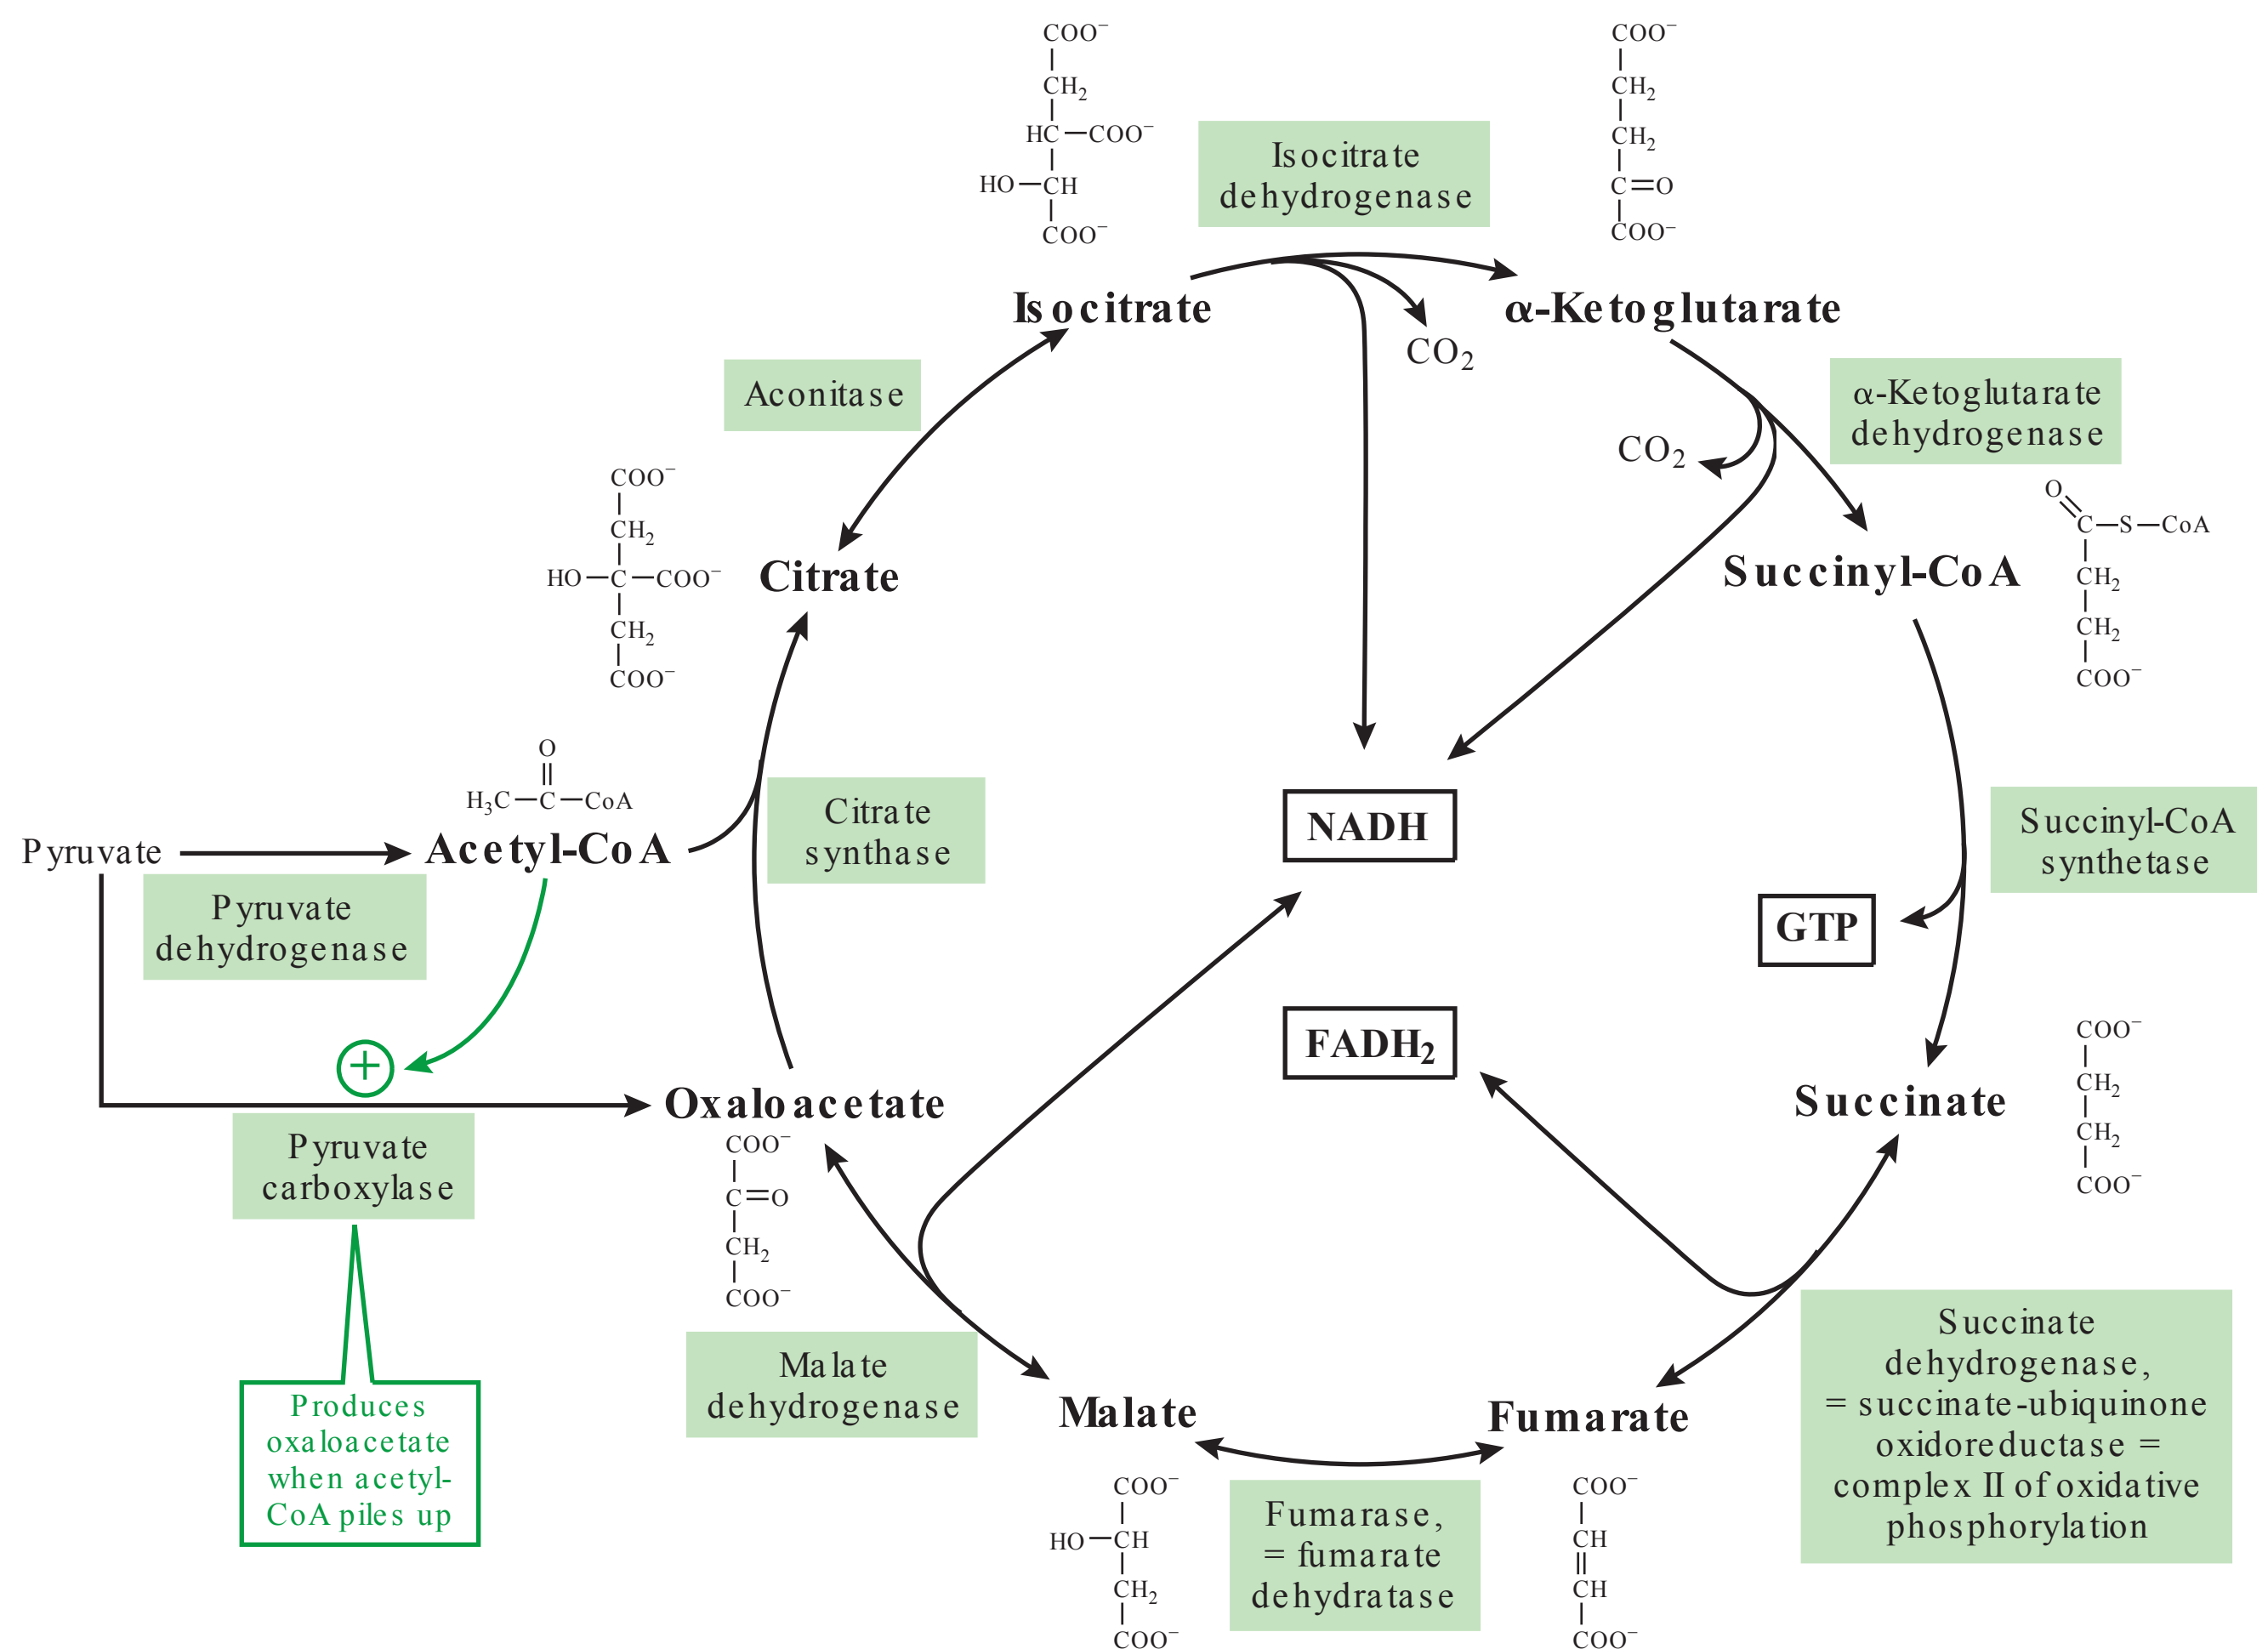 COO⁻
CH₂
HC—COO⁻
HO—CH
COO⁻
Isocitrate
Isocitrate
dehydrogenase
COO⁻
CH₂
CH₂
C=O
COO⁻
α-Ketoglutarate
CO₂
Aconitase
CO₂
α-Ketoglutarate
dehydrogenase
COO⁻
CH₂
HO—C—COO⁻
CH₂
COO⁻
Citrate
O
C—S—CoA
CH₂
CH₂
COO⁻
Succinyl-CoA
O
H₃C—C—CoA
Pyruvate
Acetyl-CoA
Citrate
synthase
NADH
Succinyl-CoA
synthetase
Pyruvate
dehydrogenase
GTP
FADH₂
+
Oxaloacetate
COO⁻
C=O
CH₂
COO⁻
Succinate
COO⁻
CH₂
CH₂
COO⁻
Pyruvate
carboxylase
Produces
oxaloacetate
when acetyl-
CoA piles up
Malate
dehydrogenase
Malate
COO⁻
HO—CH
CH₂
COO⁻
Fumarase,
= fumarate
dehydratase
Fumarate
COO⁻
CH
CH
COO⁻
Succinate
dehydrogenase,
= succinate-ubiquinone
oxidoreductase =
complex II of oxidative
phosphorylation